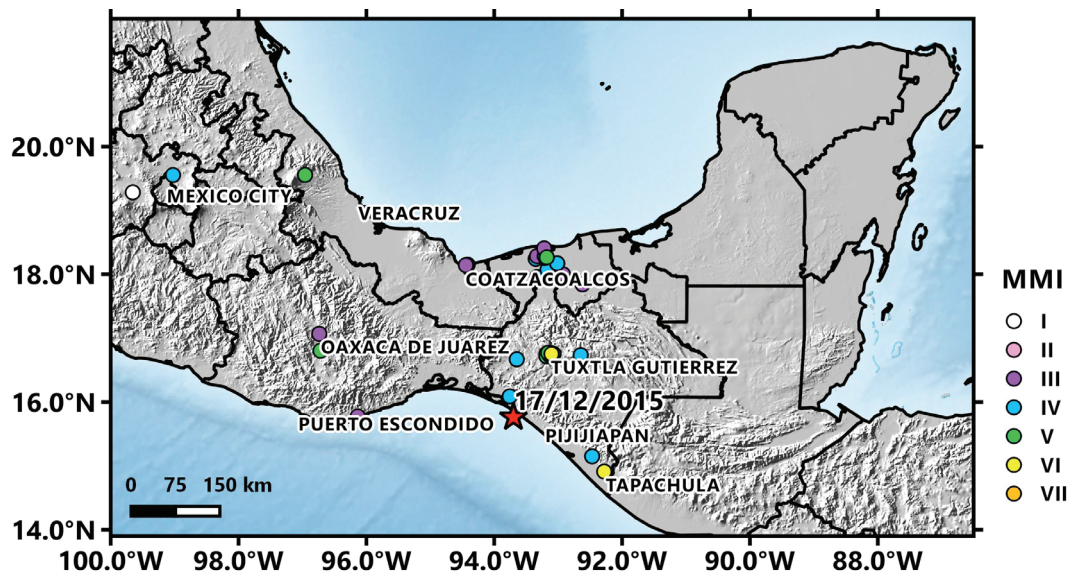 20.0°N
18.0°N
16.0°N
14.0°N
MEXICO CITY
VERACRUZ
COATZACOALCOS
OAXACA DE JUAREZ
TUXTLA GUTIERREZ
17/12/2015
PUERTO ESCONDIDO
PIJIJIAPAN
TAPACHULA
0 75 150 km
100.0°W 98.0°W 96.0°W 94.0°W 92.0°W 90.0°W 88.0°W
MMI
I
II
III
IV
V
VI
VII